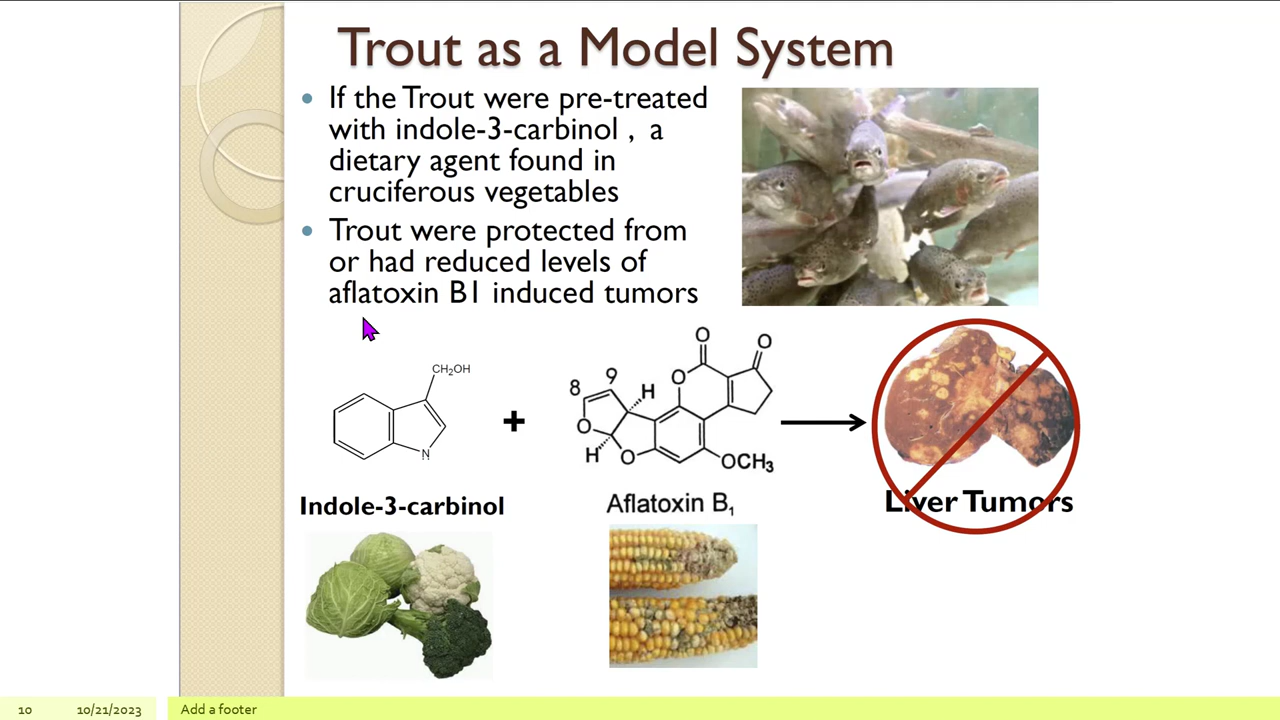 Trout as a Model System
If the Trout were pre-treated
with indole-3-carbinol , a
dietary agent found in
cruciferous vegetables
Trout were protected from
or had reduced levels of
aflatoxin B1 induced tumors
CH₂OH
N
H
+
8
9
H
O
O
O
O
H
O
OCH₃
Indole-3-carbinol
Aflatoxin B₁
Liver Tumors
10
10/21/2023
Add a footer